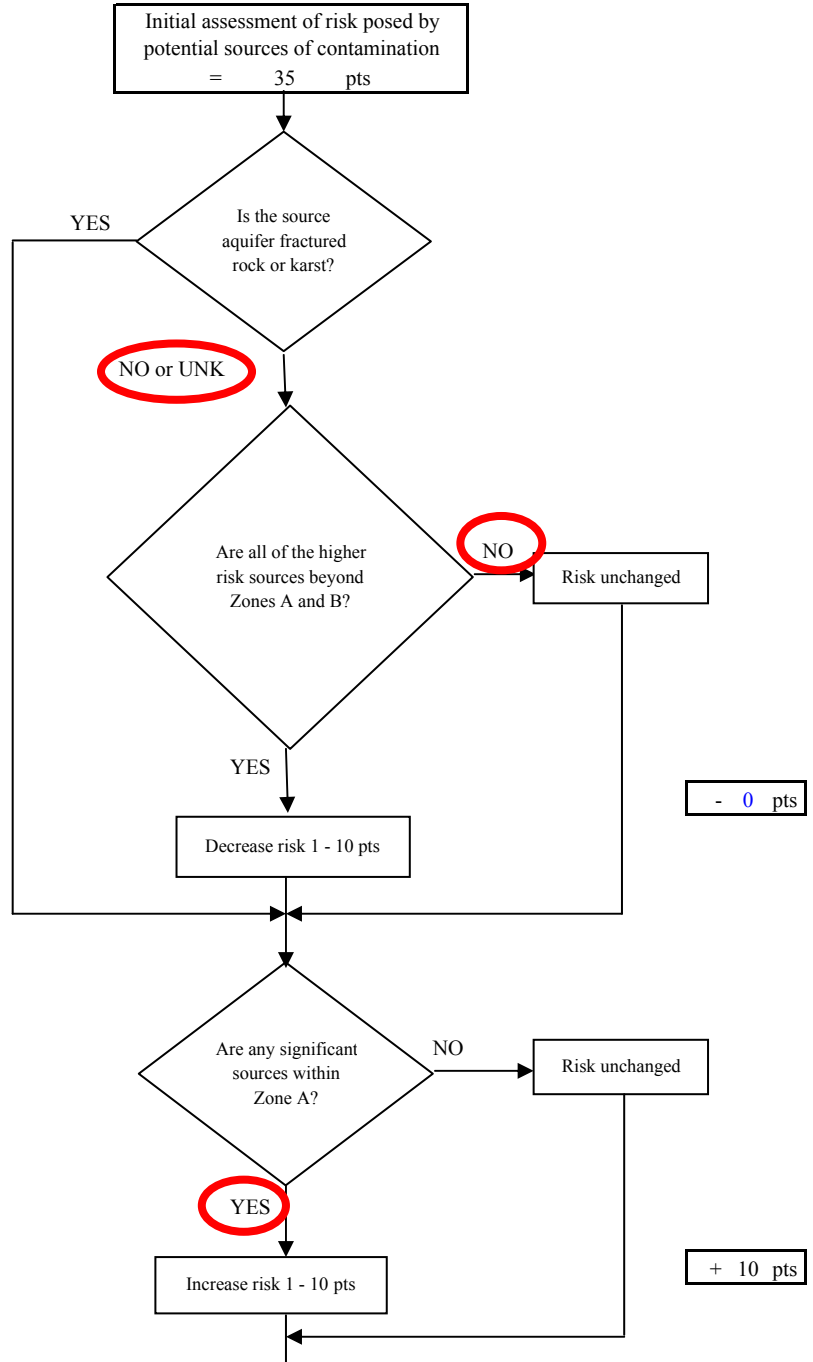 Initial assessment of risk posed by
potential sources of contamination
= 35 pts
YES
Is the source
aquifer fractured
rock or karst?
NO or UNK
Are all of the higher
risk sources beyond
Zones A and B?
NO
Risk unchanged
YES
- 0 pts
Decrease risk 1 - 10 pts
Are any significant
sources within
Zone A?
NO
Risk unchanged
YES
+ 10 pts
Increase risk 1 - 10 pts